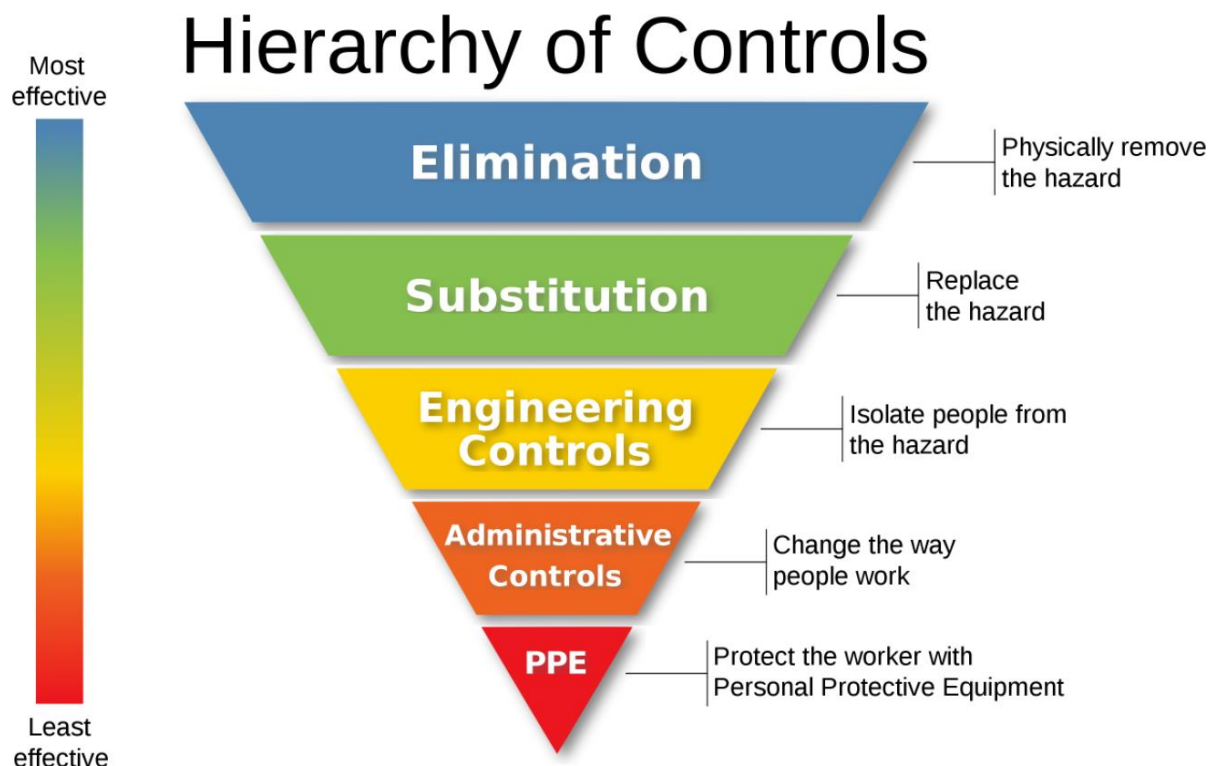 Hierarchy of Controls
Most
effective
Elimination
Physically remove
the hazard
Substitution
Replace
the hazard
Engineering
Controls
Isolate people from
the hazard
Administrative
Controls
Change the way
people work
PPE
Protect the worker with
Personal Protective Equipment
Least
effective